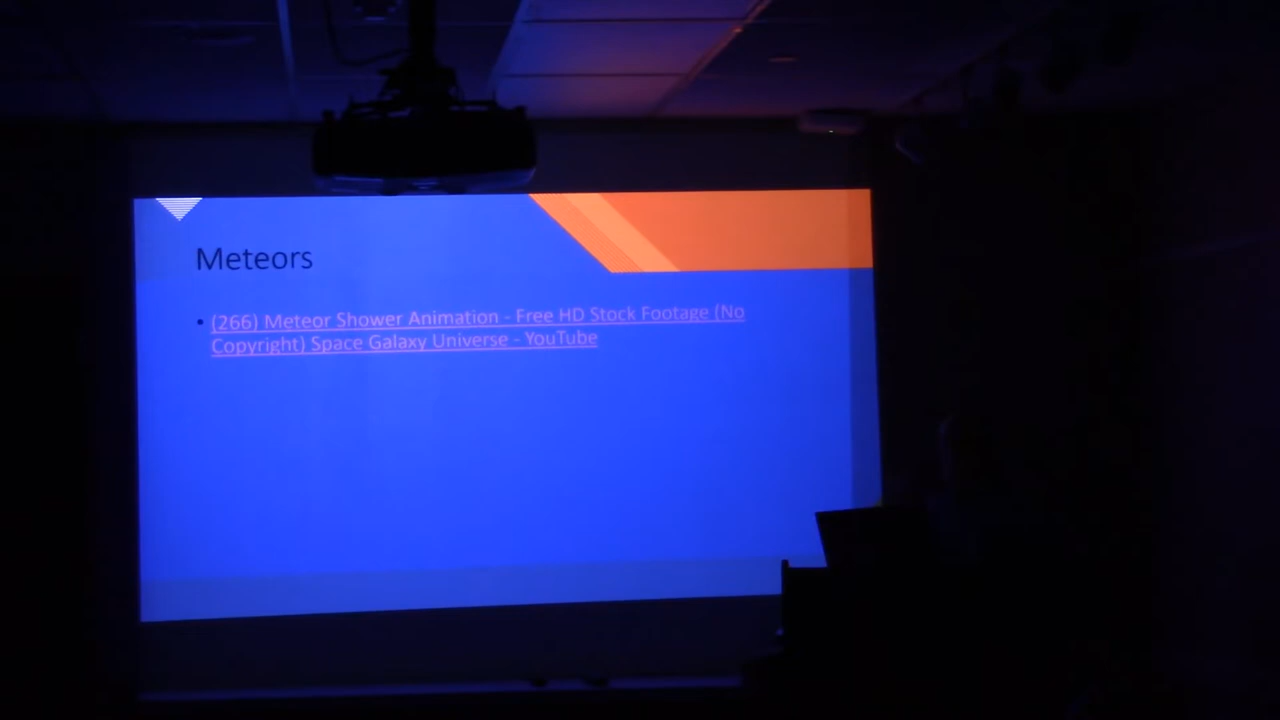 Meteors
• (266) Meteor Shower Animation - Free HD Stock Footage (No
Copyright) Space Galaxy Universe - YouTube